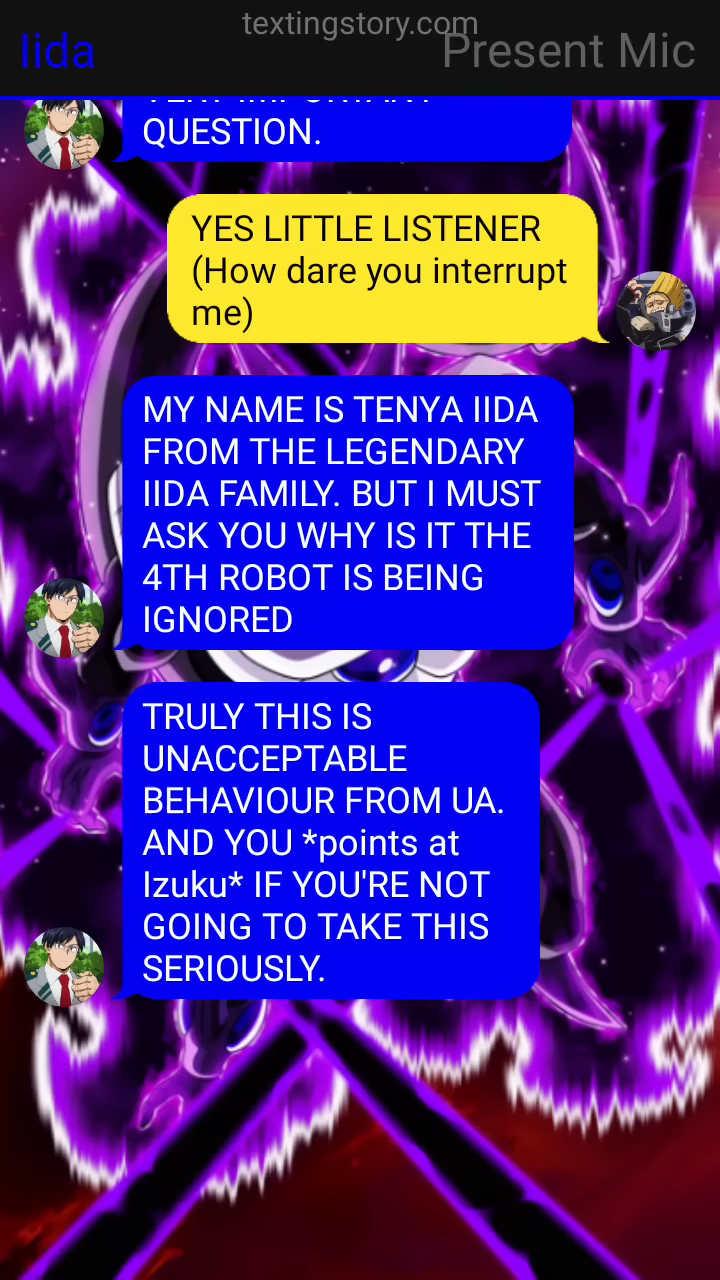 textingstory.com
Iida
Present Mic
VERY IMPORTANT
QUESTION.
YES LITTLE LISTENER
(How dare you interrupt
me)
MY NAME IS TENYA IIDA
FROM THE LEGENDARY
IIDA FAMILY. BUT I MUST
ASK YOU WHY IS IT THE
4TH ROBOT IS BEING
IGNORED
TRULY THIS IS
UNACCEPTABLE
BEHAVIOUR FROM UA.
AND YOU *points at
Izuku* IF YOU'RE NOT
GOING TO TAKE THIS
SERIOUSLY.